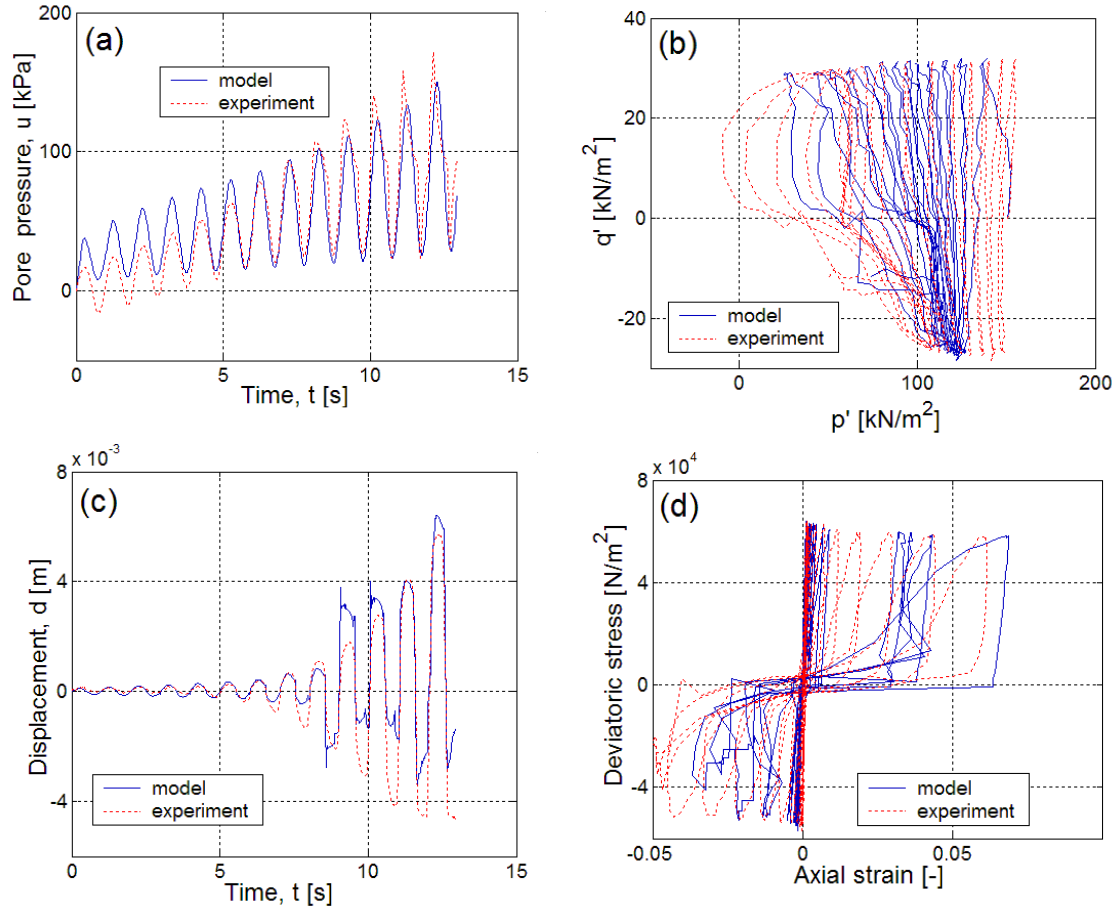 (a)
200
100
0
Pore pressure, u [kPa]
model
experiment
0
5
10
15
Time, t [s]
(b)
40
20
0
-20
q' [kN/m²]
model
experiment
0
100
200
p' [kN/m²]
(c)
8 x 10⁻³
4
0
-4
Displacement, d [m]
model
experiment
0
5
10
15
Time, t [s]
(d)
8 x 10⁴
4
0
-4
Deviatoric stress [N/m²]
model
experiment
-0.05
0
0.05
Axial strain [-]